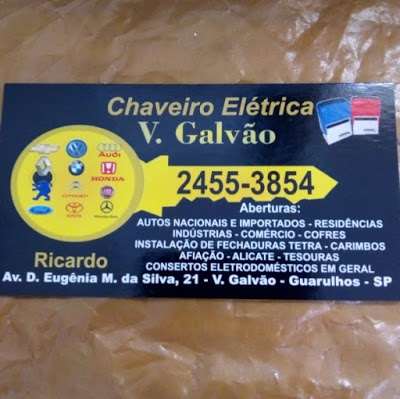 Chaveiro Elétrica
V. Galvão
Audi
HONDA
CITROËN
2455-3854
Aberturas:
AUTOS NACIONAIS E IMPORTADOS - RESIDÊNCIAS
INDÚSTRIAS - COMÉRCIO - COFRES
INSTALAÇÃO DE FECHADURAS TETRA - CARIMBOS
AFIAÇÃO - ALICATE - TESOURAS
CONSERTOS ELETRODOMÉSTICOS EM GERAL
Ricardo
Av. D. Eugênia M. da Silva, 21 - V. Galvão - Guarulhos - SP